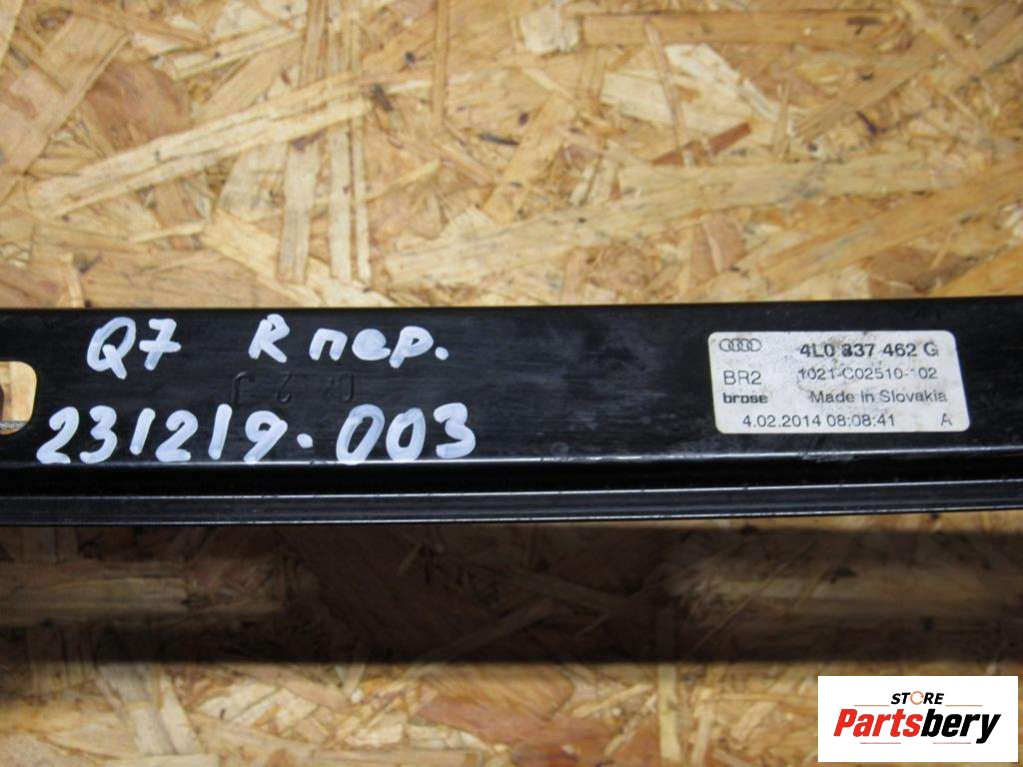 Q7 R пер.
231219-003
4L0 837 462 G
BR2 1021-C02510-102
brose Made in Slovakia
4.02.2014 08:08:41 A
STORE
Partsbery